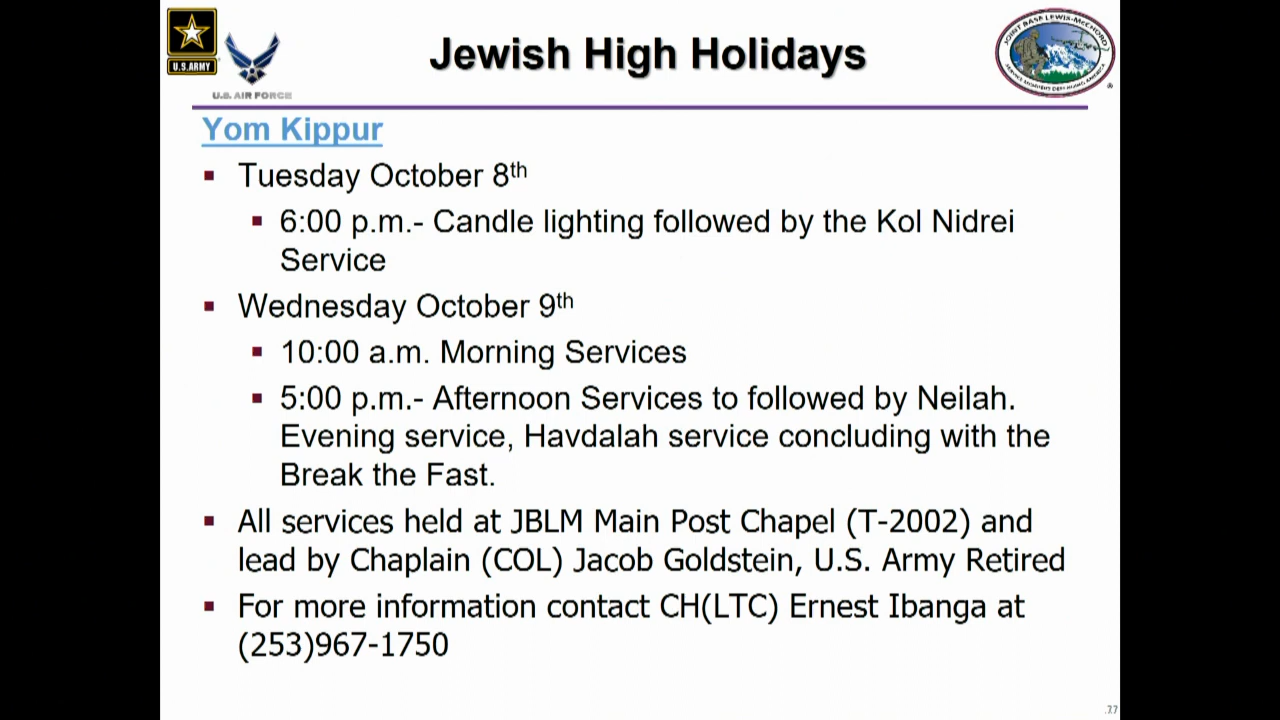 U.S.ARMY
U.S. AIR FORCE
Jewish High Holidays
JOINT BASE LEWIS-McCHORD
®
Yom Kippur
Tuesday October 8th
6:00 p.m.- Candle lighting followed by the Kol Nidrei
Service
Wednesday October 9th
10:00 a.m. Morning Services
5:00 p.m.- Afternoon Services to followed by Neilah.
Evening service, Havdalah service concluding with the
Break the Fast.
All services held at JBLM Main Post Chapel (T-2002) and
lead by Chaplain (COL) Jacob Goldstein, U.S. Army Retired
For more information contact CH(LTC) Ernest Ibanga at
(253)967-1750